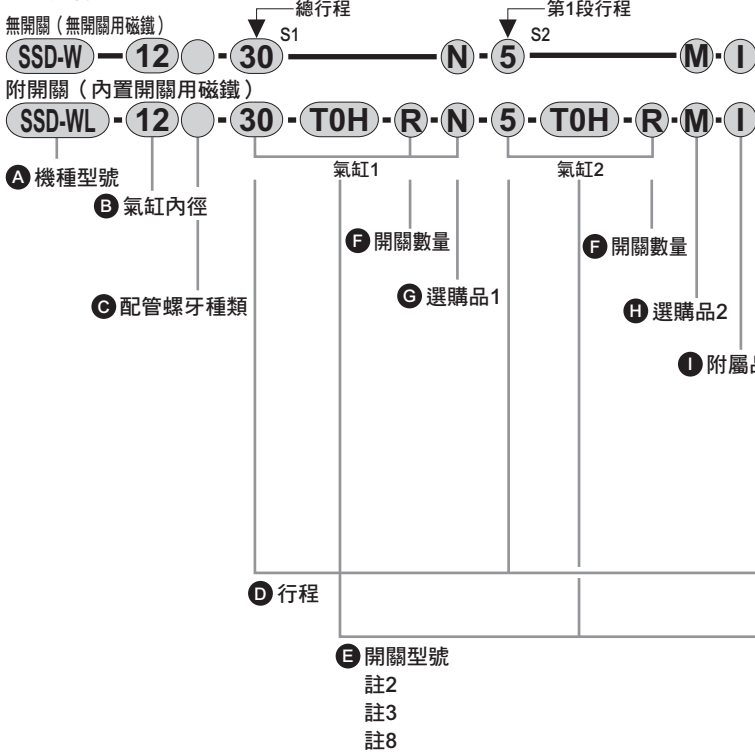 總行程
第1段行程
無開關（無開關用磁鐵）
S1
S2
SSD-W 12 30 N - 5 M - I
附開關（內置開關用磁鐵）
SSD-WL - 12 - 30 - T0H - R - N - 5 - T0H - R - M - I
氣缸1
氣缸2
A 機種型號
B 氣缸內徑
F 開關數量
F 開關數量
G 選購品1
C 配管螺牙種類
H 選購品2
I 附屬品
D 行程
E 開關型號
註2
註3
註8